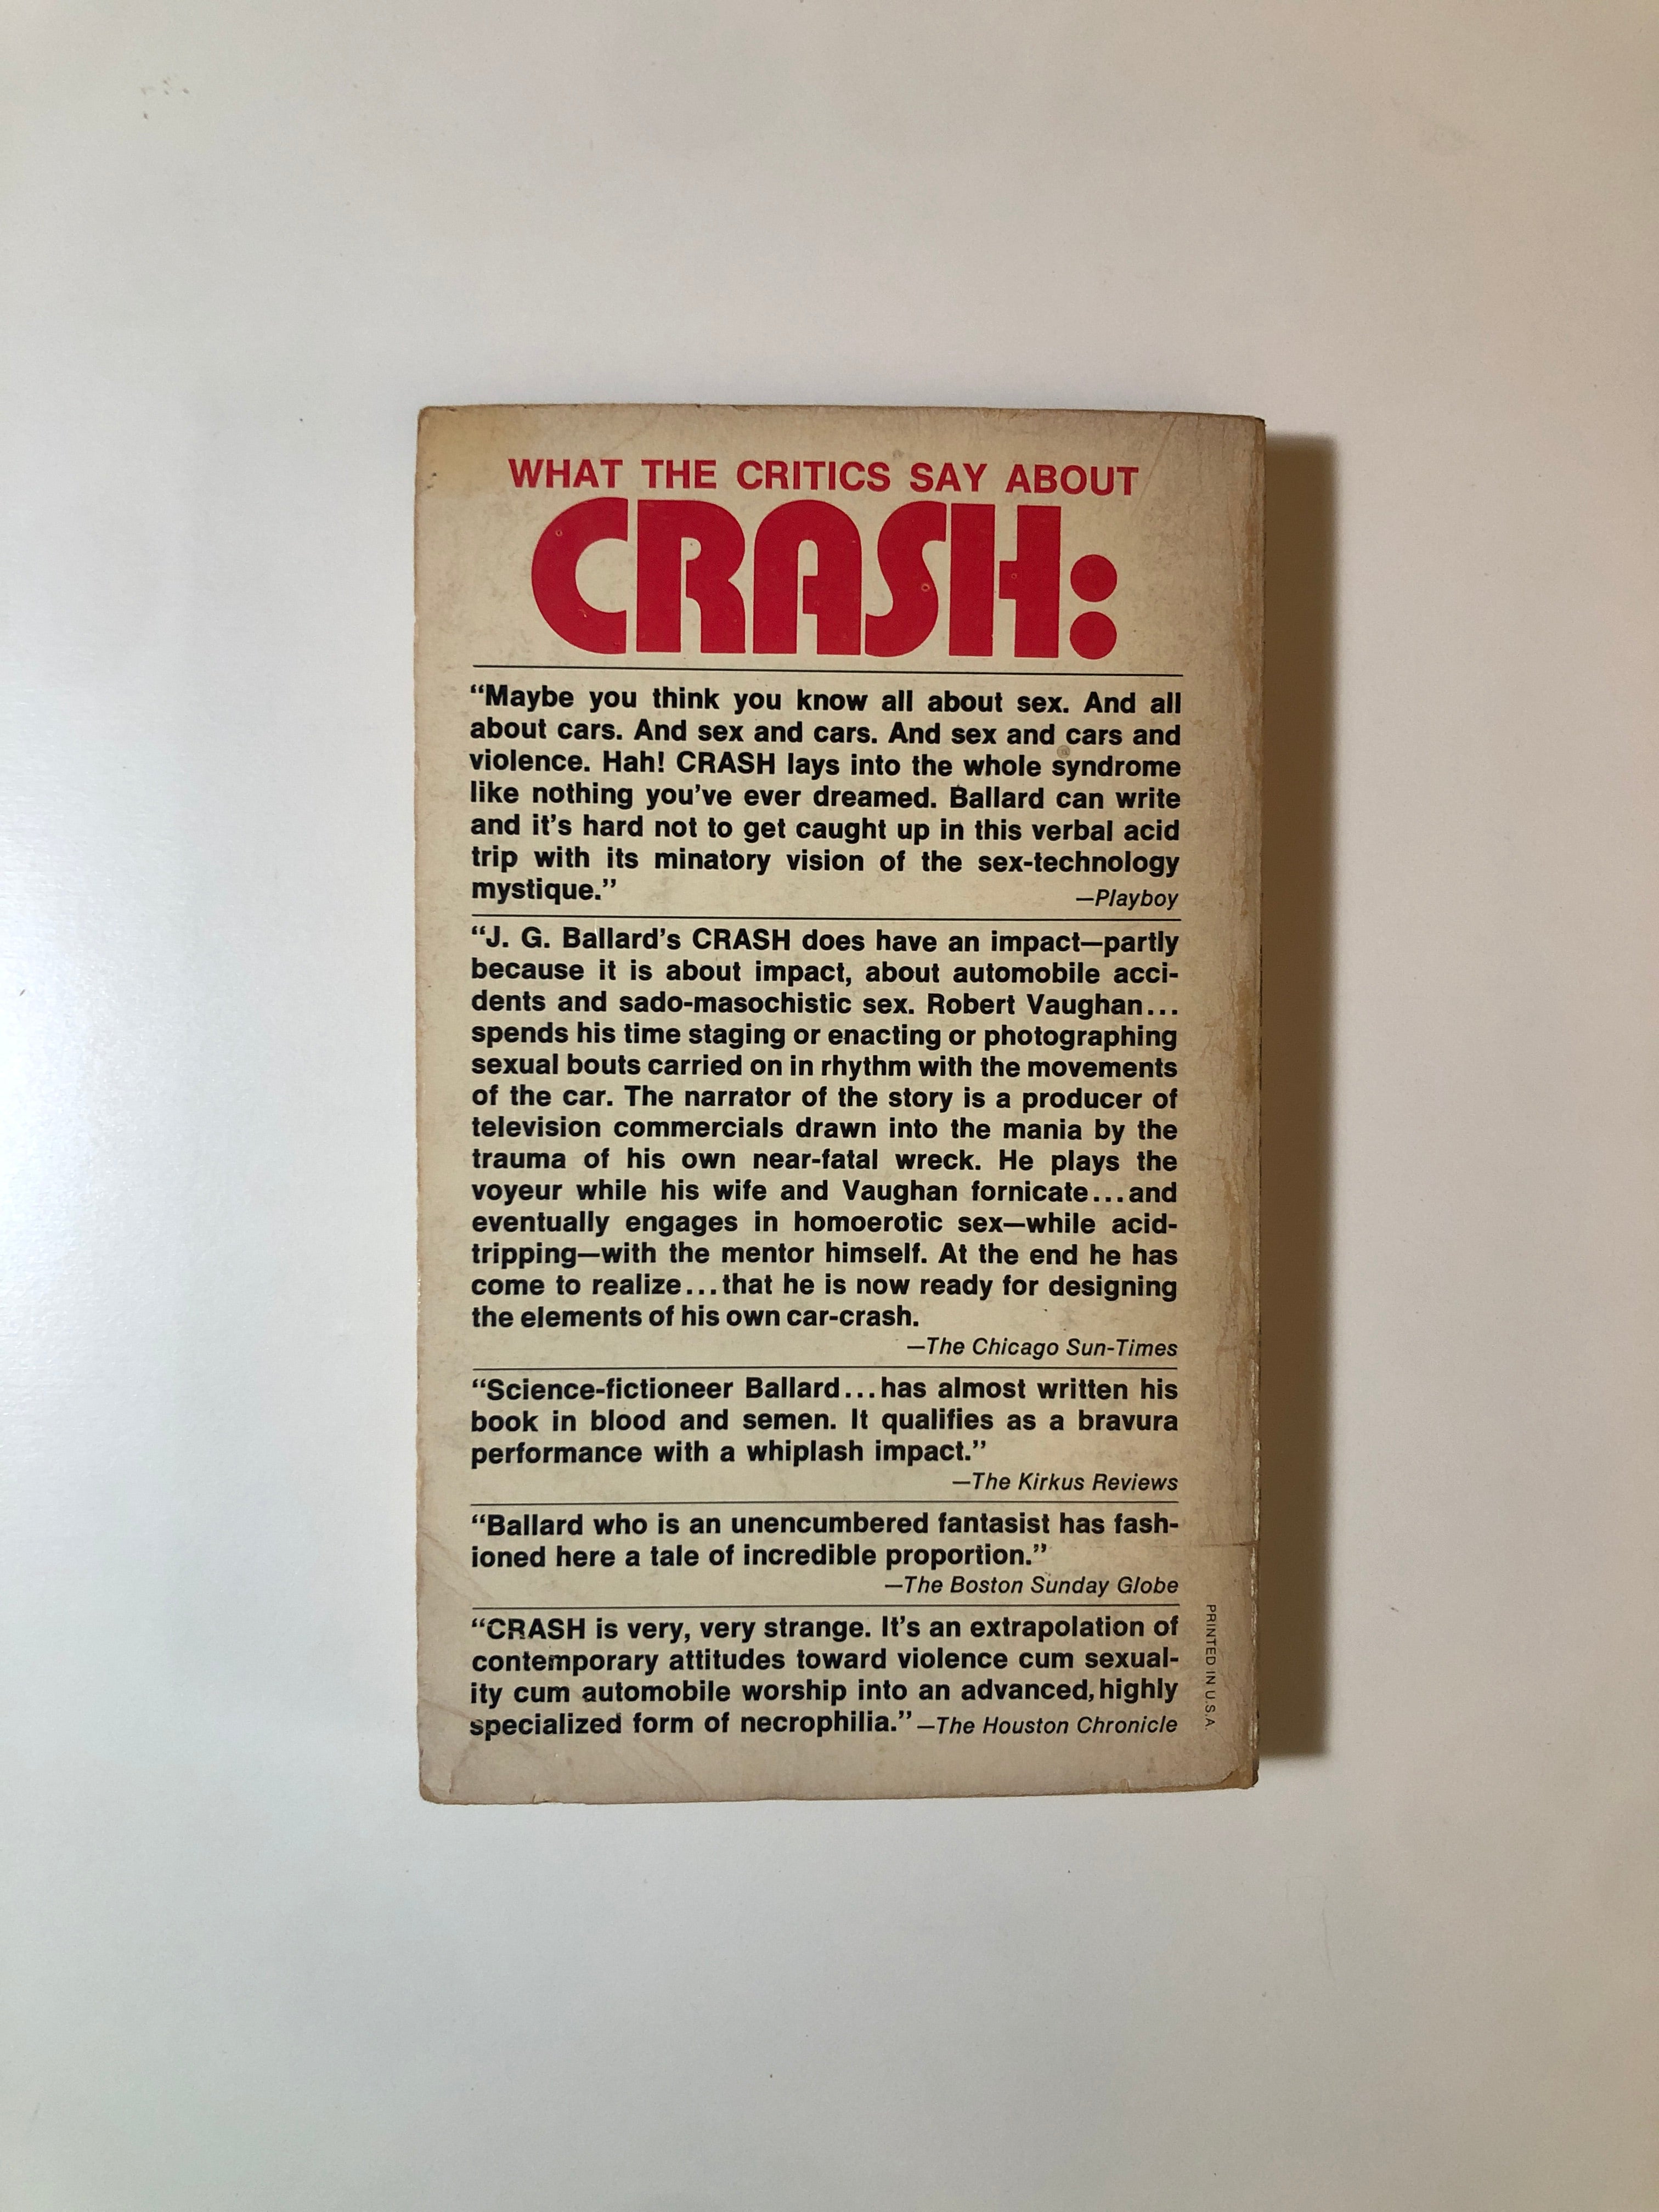 WHAT THE CRITICS SAY ABOUT
CRASH:
“Maybe you think you know all about sex. And all
about cars. And sex and cars. And sex and cars and
violence. Hah! CRASH lays into the whole syndrome
like nothing you’ve ever dreamed. Ballard can write
and it’s hard not to get caught up in this verbal acid
trip with its minatory vision of the sex-technology
mystique.” —Playboy
“J. G. Ballard’s CRASH does have an impact—partly
because it is about impact, about automobile acci-
dents and sado-masochistic sex. Robert Vaughan...
spends his time staging or enacting or photographing
sexual bouts carried on in rhythm with the movements
of the car. The narrator of the story is a producer of
television commercials drawn into the mania by the
trauma of his own near-fatal wreck. He plays the
voyeur while his wife and Vaughan fornicate...and
eventually engages in homoerotic sex—while acid-
tripping—with the mentor himself. At the end he has
come to realize...that he is now ready for designing
the elements of his own car-crash.
—The Chicago Sun-Times
“Science-fictioneer Ballard...has almost written his
book in blood and semen. It qualifies as a bravura
performance with a whiplash impact.”
—The Kirkus Reviews
“Ballard who is an unencumbered fantasist has fash-
ioned here a tale of incredible proportion.”
—The Boston Sunday Globe
“CRASH is very, very strange. It’s an extrapolation of
contemporary attitudes toward violence cum sexual-
ity cum automobile worship into an advanced, highly
specialized form of necrophilia.” —The Houston Chronicle
PRINTED IN U.S.A.